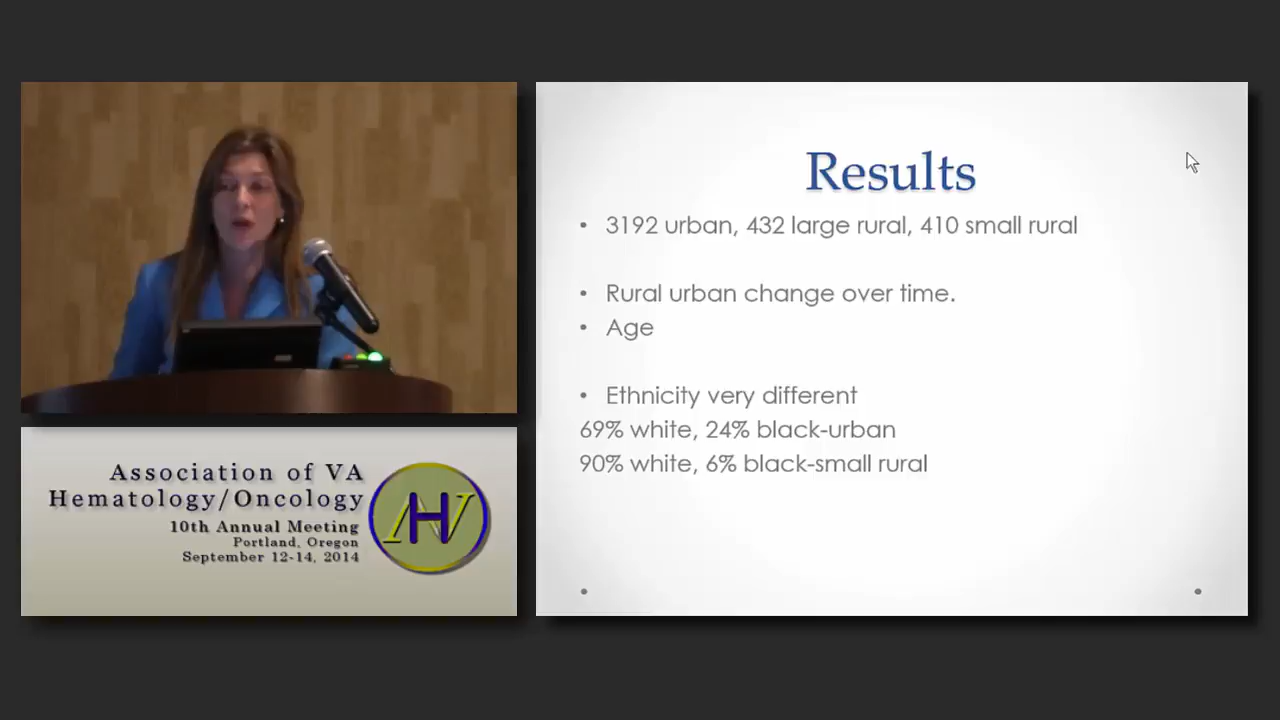 Results
• 3192 urban, 432 large rural, 410 small rural
• Rural urban change over time.
• Age
• Ethnicity very different
69% white, 24% black-urban
90% white, 6% black-small rural
Association of VA
Hematology/Oncology
10th Annual Meeting
Portland, Oregon
September 12-14, 2014
AHV